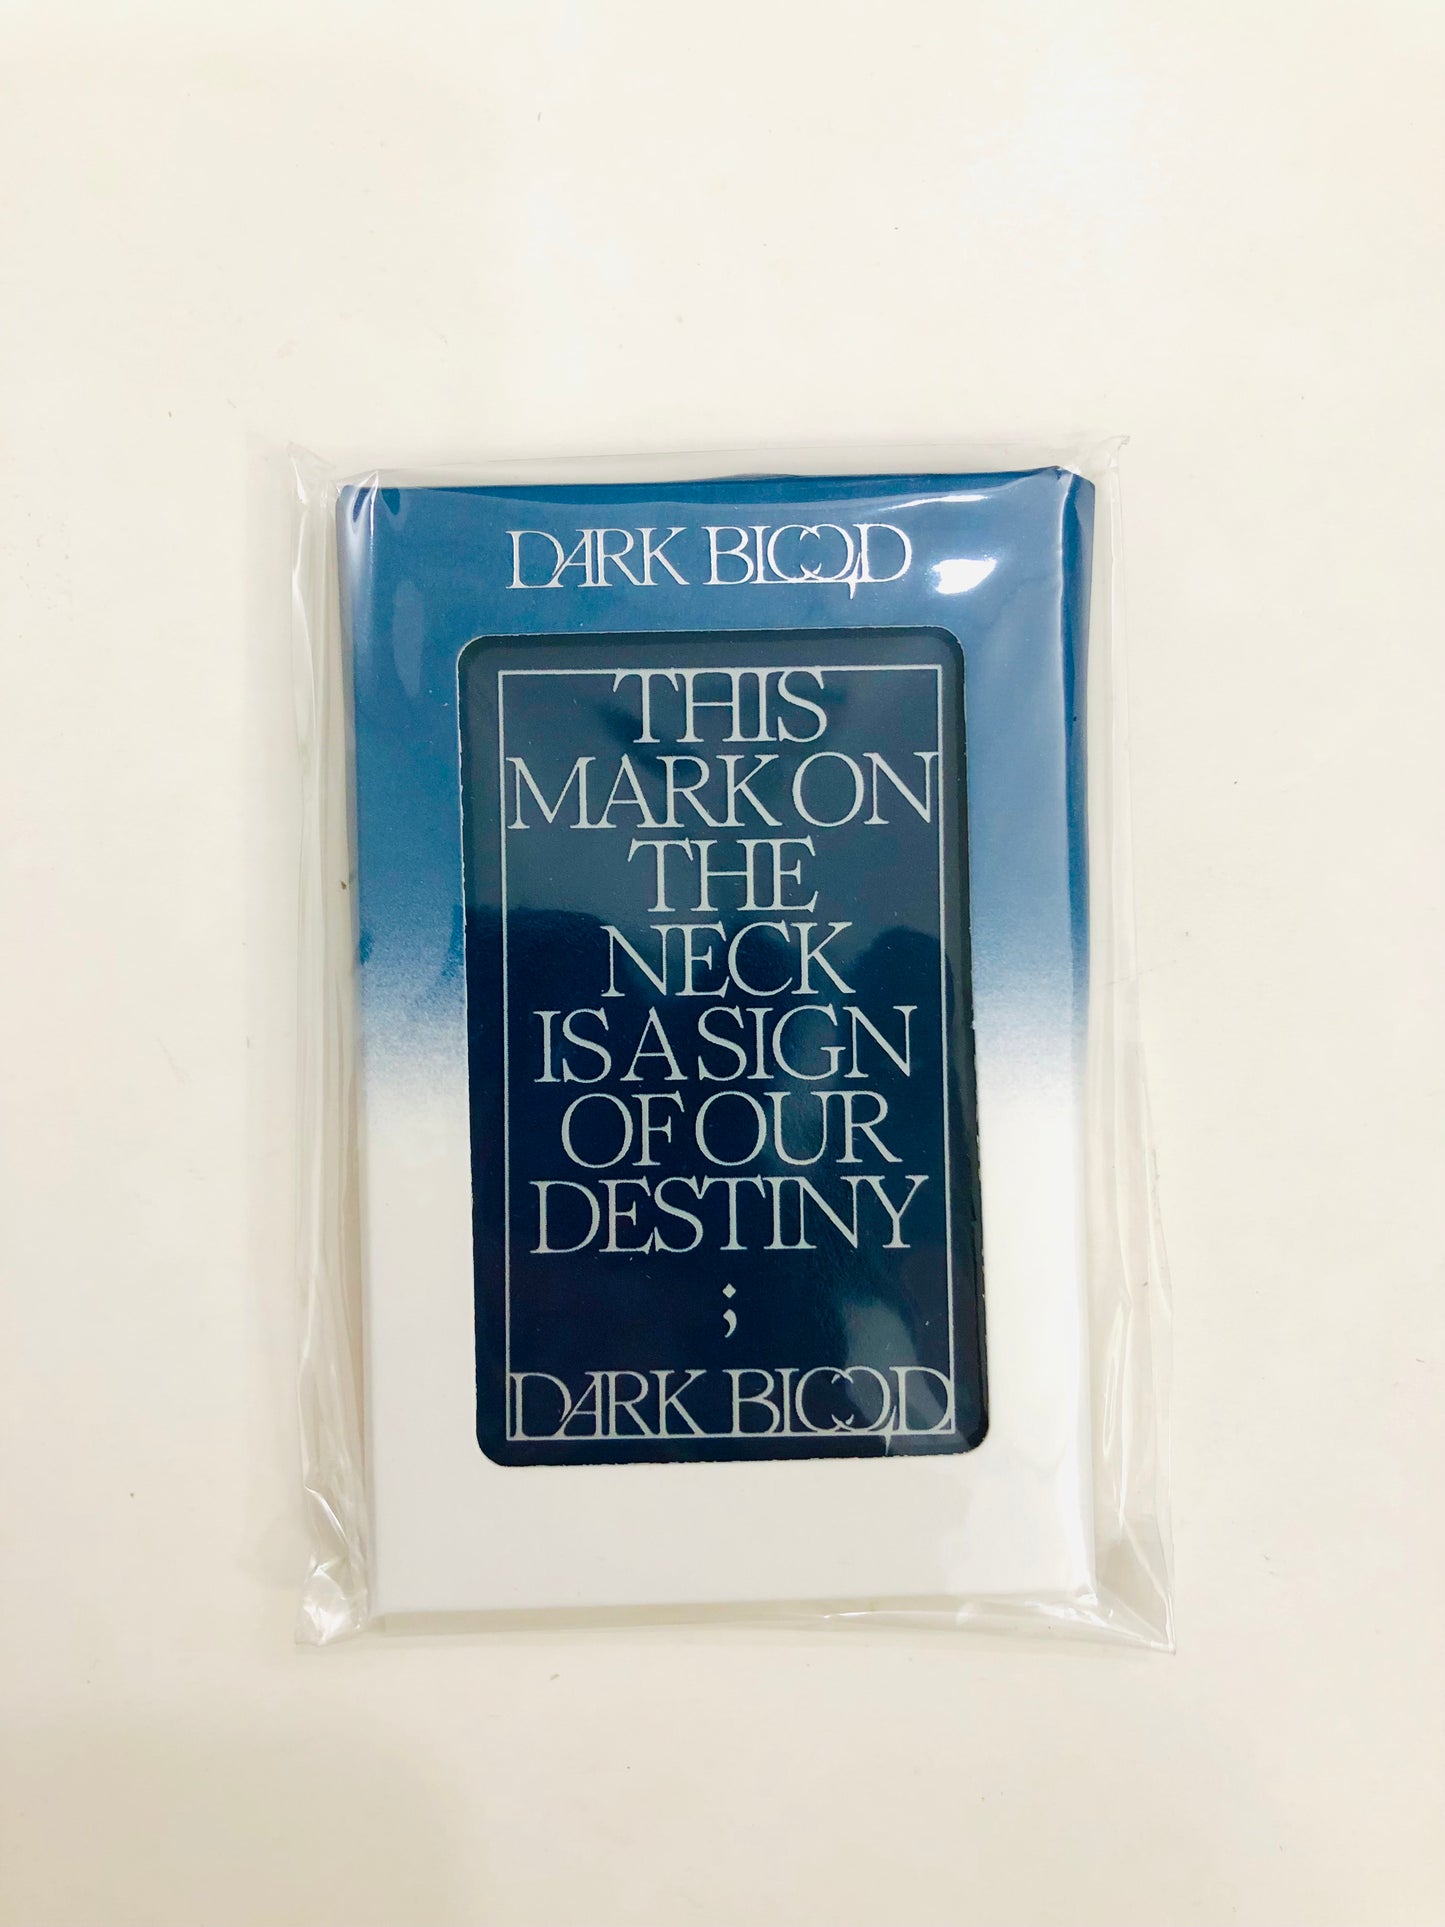 DARK BLOOD
THIS
MARK ON
THE
NECK
IS A SIGN
OF OUR
DESTINY
;
DARK BLOOD